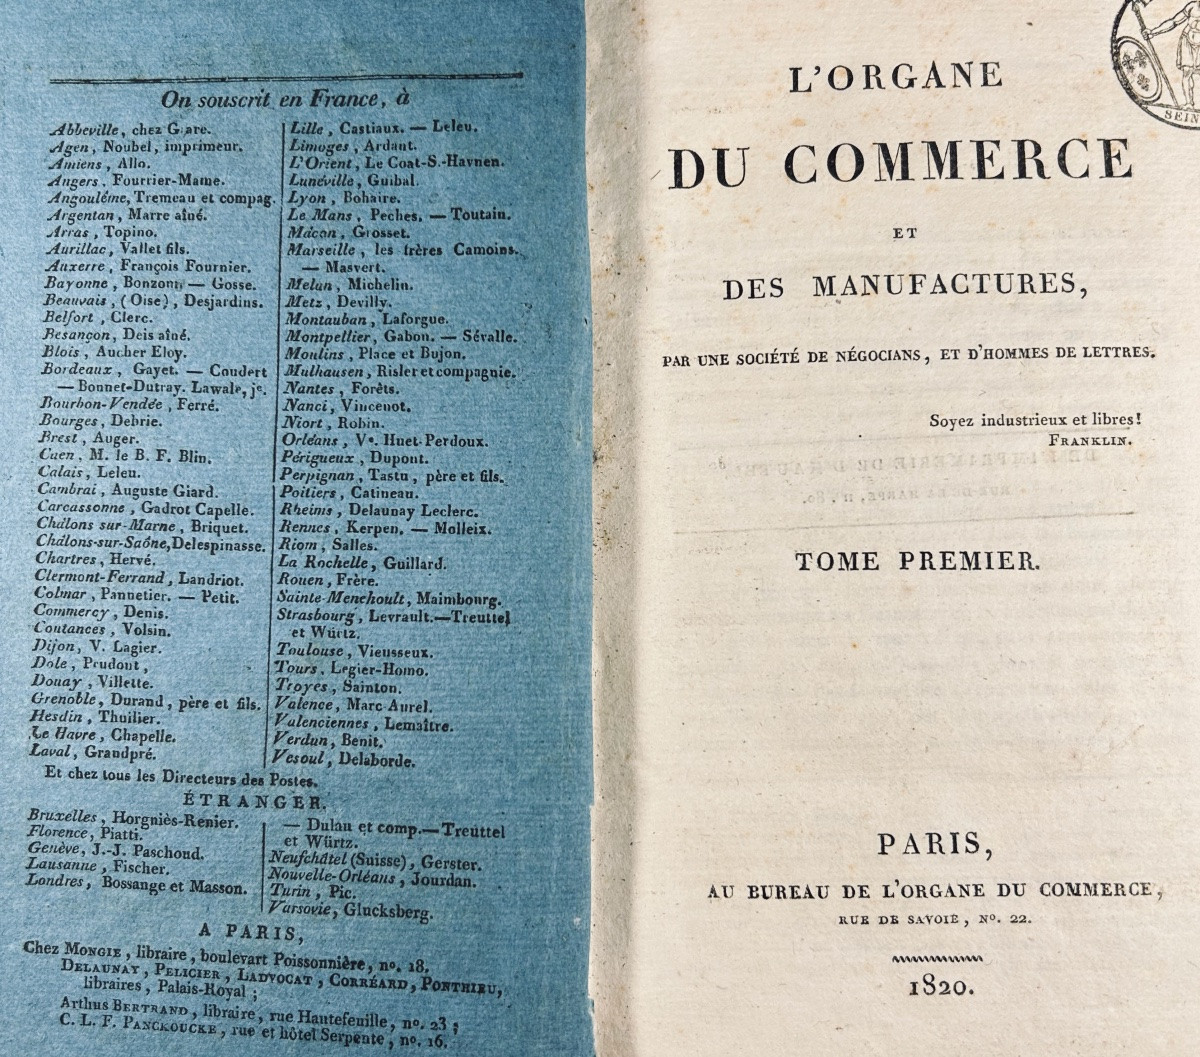 On souscrit en France, à
Abbeville, chez Giare.
Agen, Noubel, imprimeur.
Amiens, Allo.
Angers, Fourrier-Mame.
Angoulême, Tremeau et compag.
Argentan, Marre aîné.
Arras, Topino.
Aurillac, Vallet fils.
Auxerre, François Fournier.
Bayonne, Bonzom, — Gosse.
Beauvais, (Oise), Desjardins.
Belfort, Clerc.
Besançon, Deis aîné.
Blois, Aucher Eloy.
Bordeaux, Gayet. — Coudert
— Bonnet-Dutray. Lawale, je.
Bourbon-Vendée, Ferré.
Bourges, Debrie.
Brest, Auger.
Caen, M. le B. F. Blin.
Calais, Leleu.
Cambrai, Auguste Giard.
Carcassonne, Gadrot Capelle.
Châlons sur-Marne, Briquet.
Châlons-sur-Saône, Delespinasse.
Chartres, Hervé.
Clermont-Ferrand, Landriot.
Colmar, Pannetier. — Petit.
Commercy, Denis.
Coutances, Volsin.
Dijon, V. Lagier.
Dole, Prudont,
Douay, Villette.
Grenoble, Durand, père et fils.
Hesdin, Thuilier.
Le Havre, Chapelle.
Laval, Grandpré.
Lille, Castiaux. — Leleu.
Limoges, Ardant.
L'Orient, Le Coat-S.-Havnen.
Lunéville, Guibal.
Lyon, Bohaire.
Le Mans, Peches. — Toutain.
Mâcon, Grosset.
Marseille, les frères Camoins.
— Masvert.
Melun, Michelin.
Metz, Devilly.
Montauban, Laforgue.
Montpellier, Gabon. — Sévalle.
Moulins, Place et Bujon.
Mulhausen, Risler et compagnie.
Nantes, Forêts.
Nanci, Vincenot.
Niort, Robin.
Orléans, Ve. Huet-Perdoux.
Périgueux, Dupont.
Perpignan, Tastu, père et fils.
Poitiers, Catineau.
Rheims, Delaunay Leclerc.
Rennes, Kerpen. — Molleix.
Riom, Salles.
La Rochelle, Guillard.
Rouen, Frère.
Sainte-Menehoult, Maimbourg.
Strasbourg, Levrault.—Treuttel
et Würtz.
Toulouse, Vieusseux.
Tours, Legier-Homo.
Troyes, Sainton.
Valence, Marc-Aurel.
Valenciennes, Lemaître.
Verdun, Benit.
Vesoul, Delaborde.
Et chez tous les Directeurs des Postes.
ÉTRANGER.
Bruxelles, Horgniès-Renier.
Florence, Piatti.
Genève, J.-J. Paschoud.
Lausanne, Fischer.
Londres, Bossange et Masson.
— Dulau et comp.—Treuttel
et Würtz.
Neufchâtel (Suisse), Gerster.
Nouvelle-Orléans, Jourdan.
Turin, Pic.
Varsovie, Glucksberg.
A PARIS,
Chez MONGIE, libraire, boulevart Poissonnière, no. 18.
DELAUNAY, PELICIER, LADVOCAT, CORRÉARD, PONTHIEU,
libraires, Palais-Royal;
Arthus BERTRAND, libraire, rue Hautefeuille, no. 23;
C. L. F. PANCKOUCKE, rue et hôtel Serpente, no. 16.
L'ORGANE
DU COMMERCE
ET
DES MANUFACTURES,
PAR UNE SOCIÉTÉ DE NÉGOCIANS, ET D'HOMMES DE LETTRES.
Soyez industrieux et libres!
FRANKLIN.
TOME PREMIER.
PARIS,
AU BUREAU DE L'ORGANE DU COMMERCE,
RUE DE SAVOIE, No. 22.
1820.
SEIN